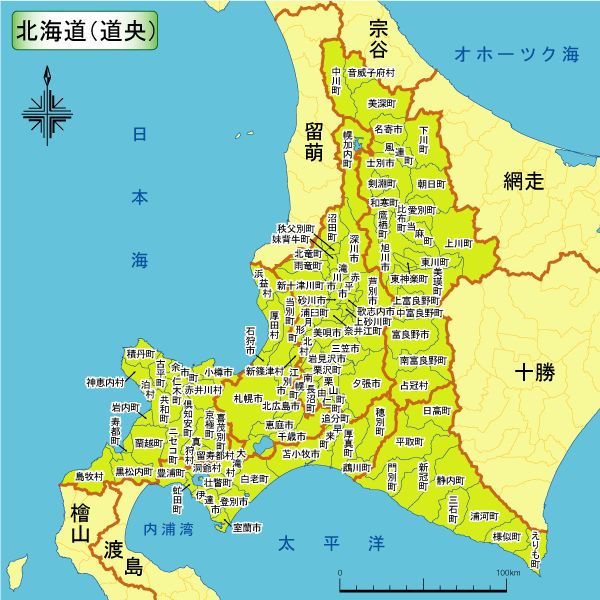 北海道(道央)
宗谷
オホーツク海
中川町
音威子府村
美深町
留萌
日本海
幌加内町
名寄市
風連町
下川町
士別市
剣淵町
朝日町
網走
和寒町
比布町
愛別町
鷹栖町
当麻町
上川町
旭川市
秩父別町
妹背牛町
沼田町
深川市
北竜町
雨竜町
東川町
東神楽町
美瑛町
浜益村
新十津川町
滝川市
赤平市
芦別市
上富良野町
中富良野町
砂川市
歌志内市
浦臼町
上砂川町
奈井江町
当別町
月形町
厚田村
石狩市
北村
美唄市
富良野市
三笠市
岩見沢市
南富良野町
十勝
積丹町
神恵内村
古平町
余市町
小樽市
新篠津村
栗沢町
夕張市
占冠村
泊村
仁木町
赤井川村
江別市
南幌町
長沼町
栗山町
由仁町
岩内町
共和町
倶知安町
札幌市
北広島市
穂別町
日高町
寿都町
京極町
喜茂別町
恵庭市
追分町
早来町
平取町
蘭越町
ニセコ町
真狩村
留寿都村
千歳市
厚真町
大滝村
苫小牧市
鵡川町
門別町
新冠町
静内町
島牧村
黒松内町
豊浦町
洞爺村
壮瞥町
白老町
三石町
浦河町
虻田町
伊達市
登別市
様似町
えりも町
檜山
渡島
内浦湾
室蘭市
太平洋
0
100km